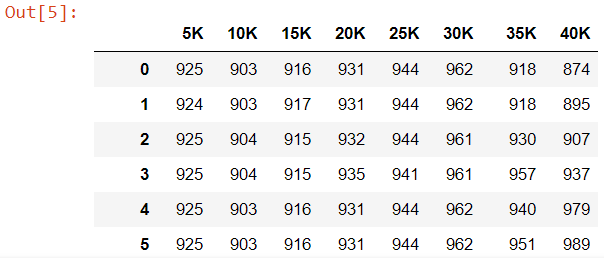 Out[5]:
5K 10K 15K 20K 25K 30K 35K 40K
0 925 903 916 931 944 962 918 874
1 924 903 917 931 944 962 918 895
2 925 904 915 932 944 961 930 907
3 925 904 915 935 941 961 957 937
4 925 903 916 931 944 962 940 979
5 925 903 916 931 944 962 951 989